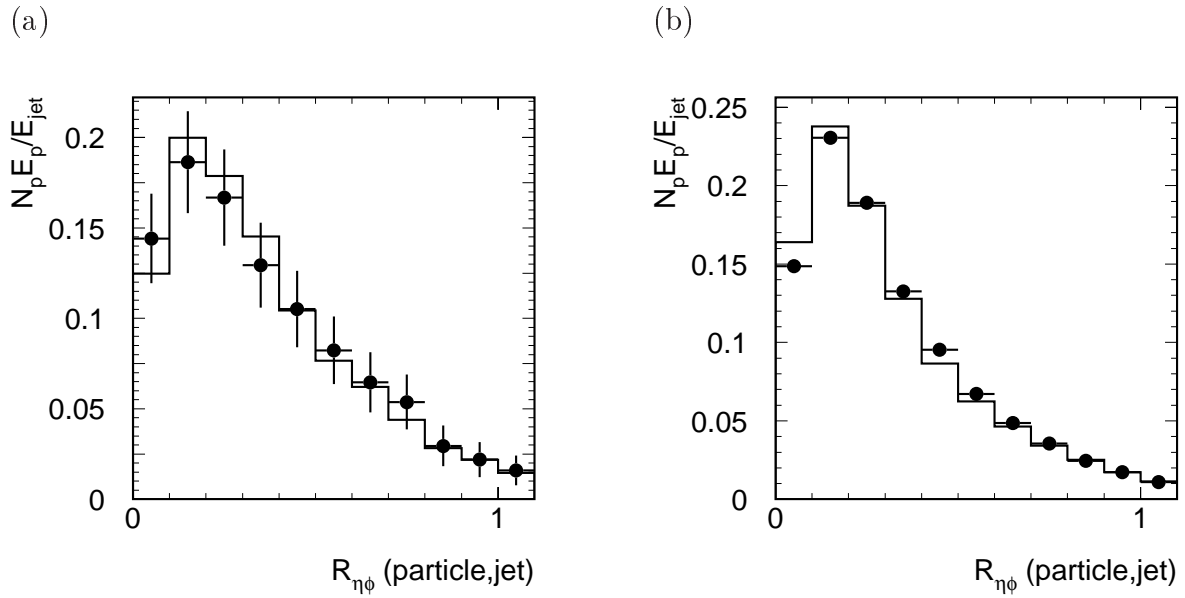 (a)
N_pE_p/E_jet
0.2
0.15
0.1
0.05
0
0
1
R_ηϕ (particle,jet)
(b)
N_pE_p/E_jet
0.25
0.2
0.15
0.1
0.05
0
0
1
R_ηϕ (particle,jet)